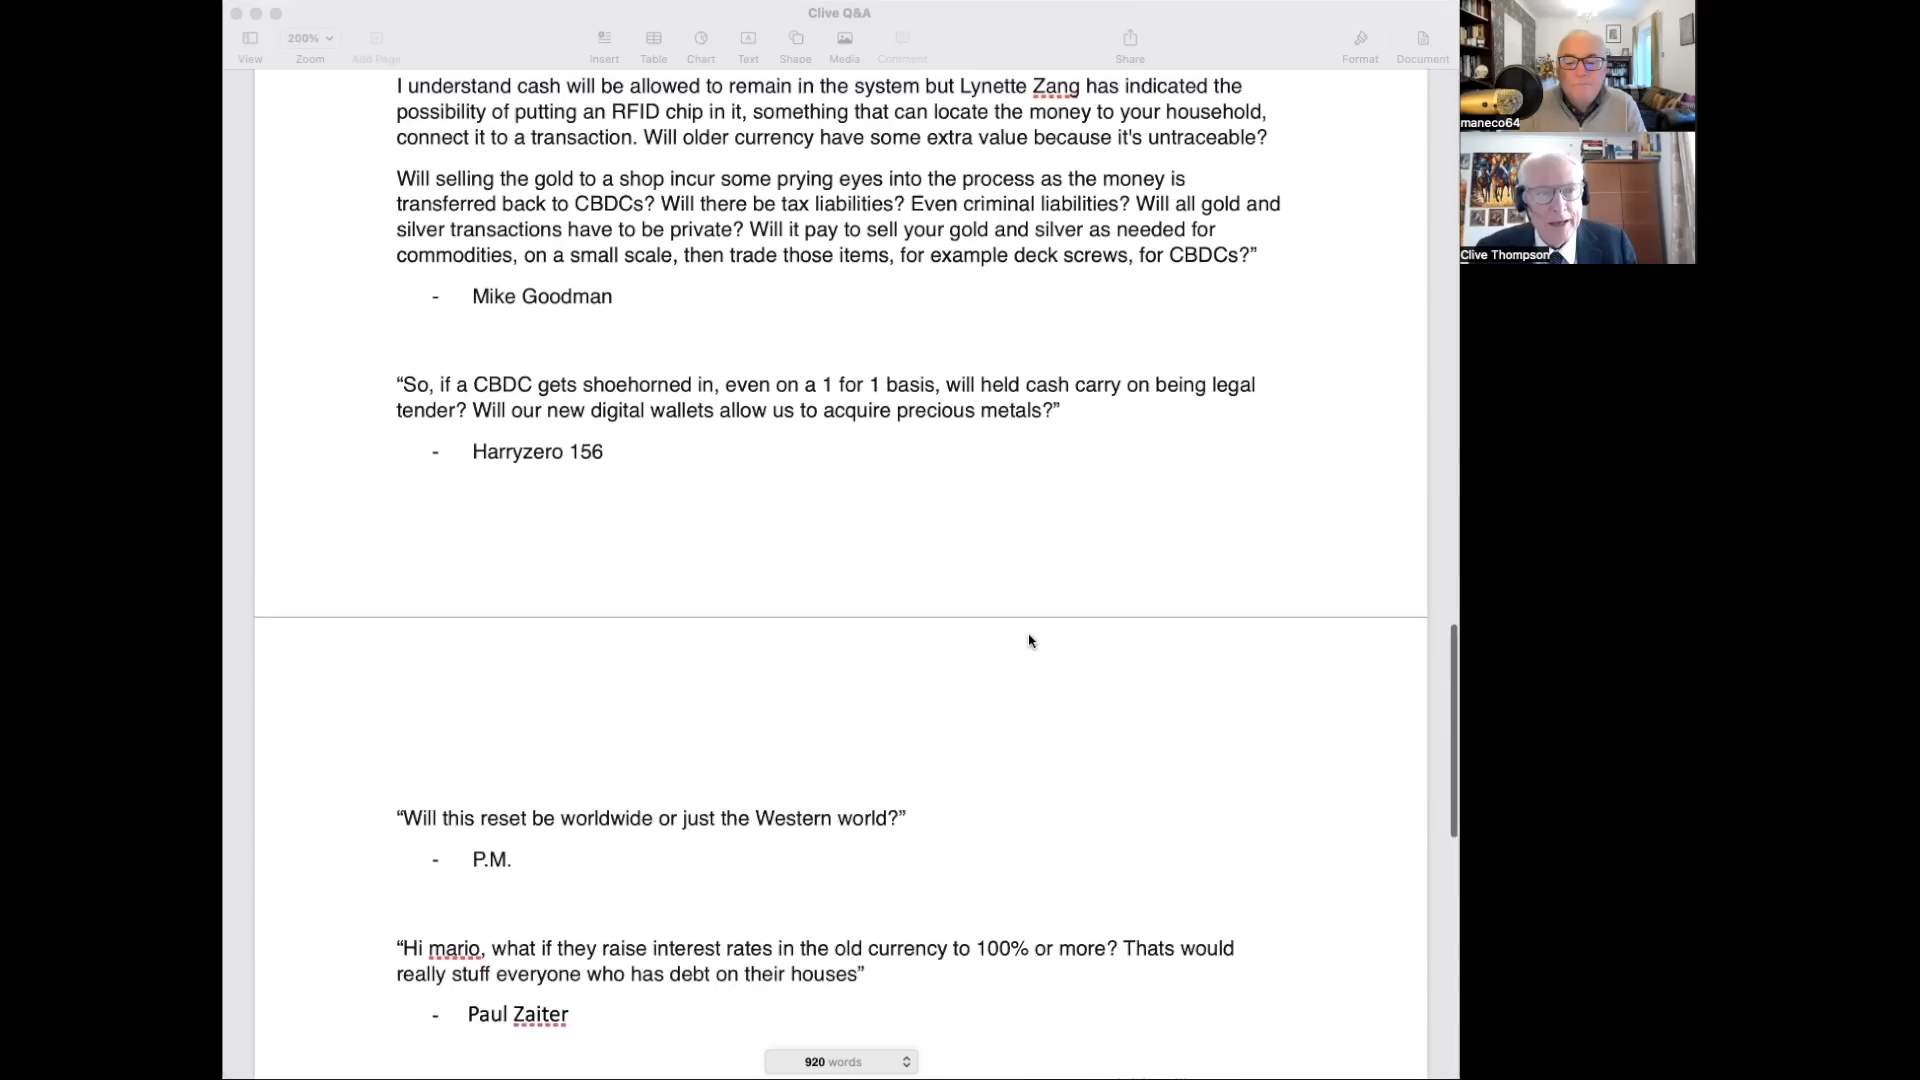 Clive Q&A
200%
View
Zoom
Add Page
Insert
Table
Chart
Text
Shape
Media
Comment
Share
Format
Document
I understand cash will be allowed to remain in the system but Lynette Zang has indicated the
possibility of putting an RFID chip in it, something that can locate the money to your household,
connect it to a transaction. Will older currency have some extra value because it's untraceable?
Will selling the gold to a shop incur some prying eyes into the process as the money is
transferred back to CBDCs? Will there be tax liabilities? Even criminal liabilities? Will all gold and
silver transactions have to be private? Will it pay to sell your gold and silver as needed for
commodities, on a small scale, then trade those items, for example deck screws, for CBDCs?”
- Mike Goodman
“So, if a CBDC gets shoehorned in, even on a 1 for 1 basis, will held cash carry on being legal
tender? Will our new digital wallets allow us to acquire precious metals?”
- Harryzero 156
“Will this reset be worldwide or just the Western world?”
- P.M.
“Hi mario, what if they raise interest rates in the old currency to 100% or more? Thats would
really stuff everyone who has debt on their houses”
- Paul Zaiter
920 words
maneco64
Clive Thompson